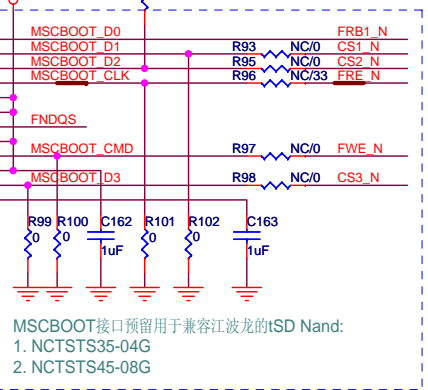 MSCBOOT_D0 FRB1_N
MSCBOOT_D1 R93 NC/0 CS1_N
MSCBOOT_D2 R95 NC/0 CS2_N
MSCBOOT_CLK R96 NC/33 FRE_N
FNDQS
MSCBOOT_CMD R97 NC/0 FWE_N
MSCBOOT_D3 R98 NC/0 CS3_N
R99 R100 C162 R101 R102 C163
0 0 0 0
1uF 1uF
MSCBOOT接口预留用于兼容江波龙的tSD Nand:
1. NCTSTS35-04G
2. NCTSTS45-08G